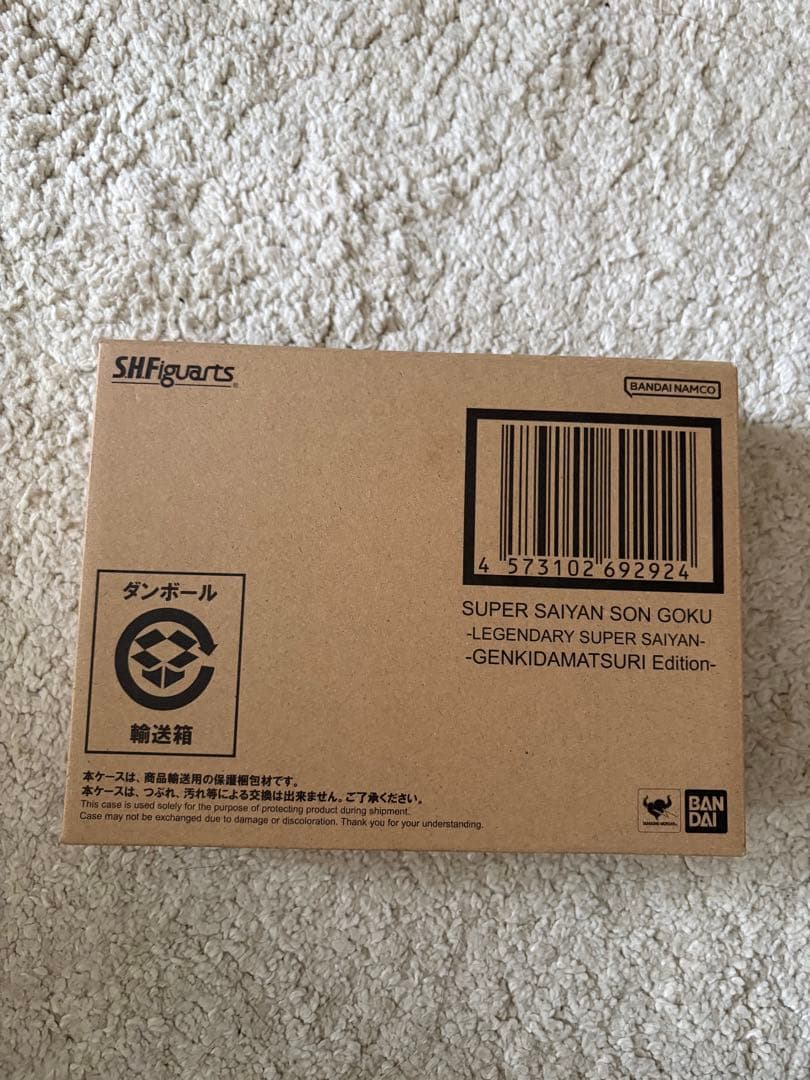 S.H.Figuarts®
BANDAI NAMCO
4 573102 692924
SUPER SAIYAN SON GOKU
-LEGENDARY SUPER SAIYAN-
-GENKIDAMATSURI Edition-
ダンボール
輸送箱
本ケースは、商品輸送用の保護梱包材です。
本ケースは、つぶれ、汚れ等による交換は出来ません。ご了承ください。
This case is used solely for the purpose of protecting product during shipment.
Case may not be exchanged due to damage or discoloration. Thank you for your understanding.
BAN
DAI